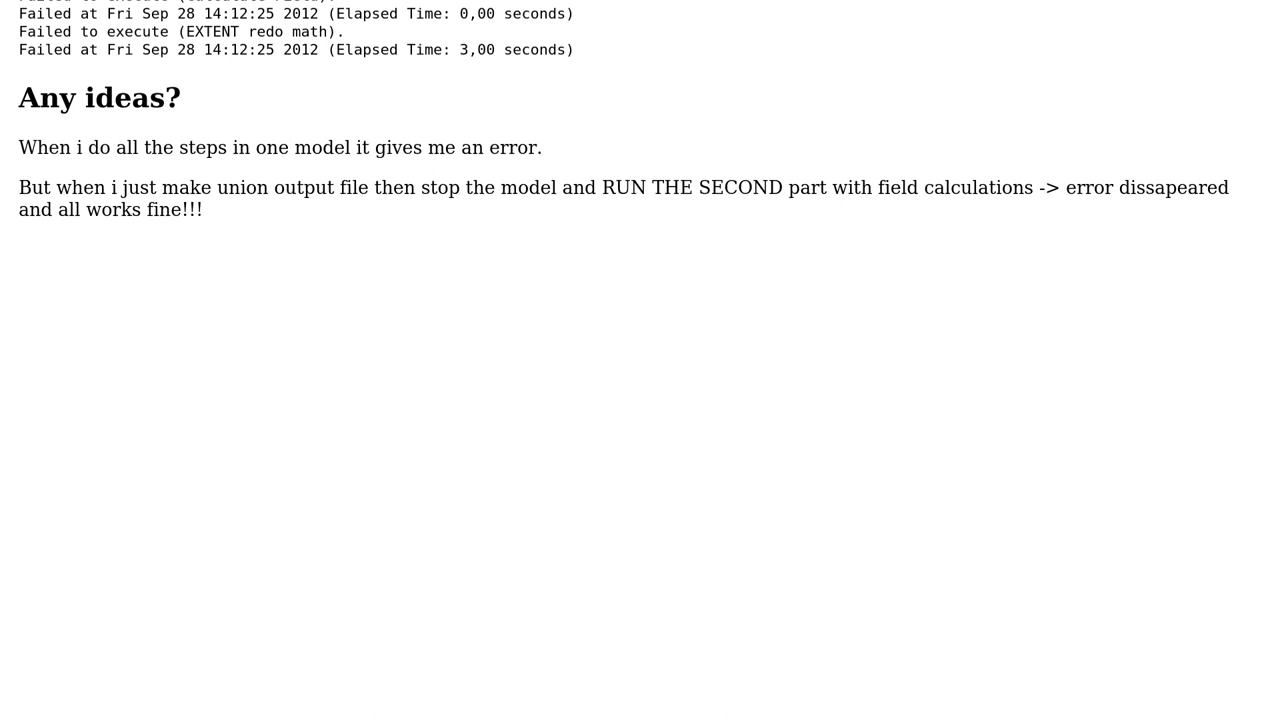 Failed at Fri Sep 28 14:12:25 2012 (Elapsed Time: 0,00 seconds)
Failed to execute (EXTENT redo math).
Failed at Fri Sep 28 14:12:25 2012 (Elapsed Time: 3,00 seconds)
Any ideas?
When i do all the steps in one model it gives me an error.
But when i just make union output file then stop the model and RUN THE SECOND part with field calculations -> error dissapeared
and all works fine!!!